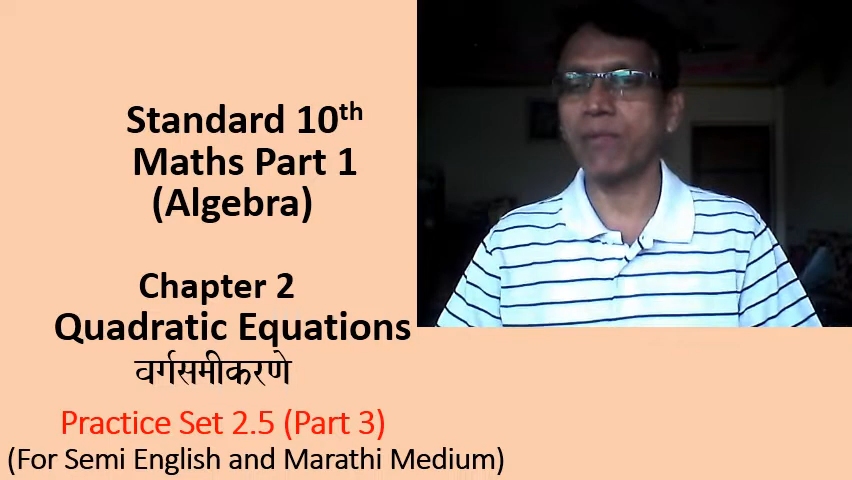 Standard 10th
Maths Part 1
(Algebra)
Chapter 2
Quadratic Equations
वर्गसमीकरणे
Practice Set 2.5 (Part 3)
(For Semi English and Marathi Medium)